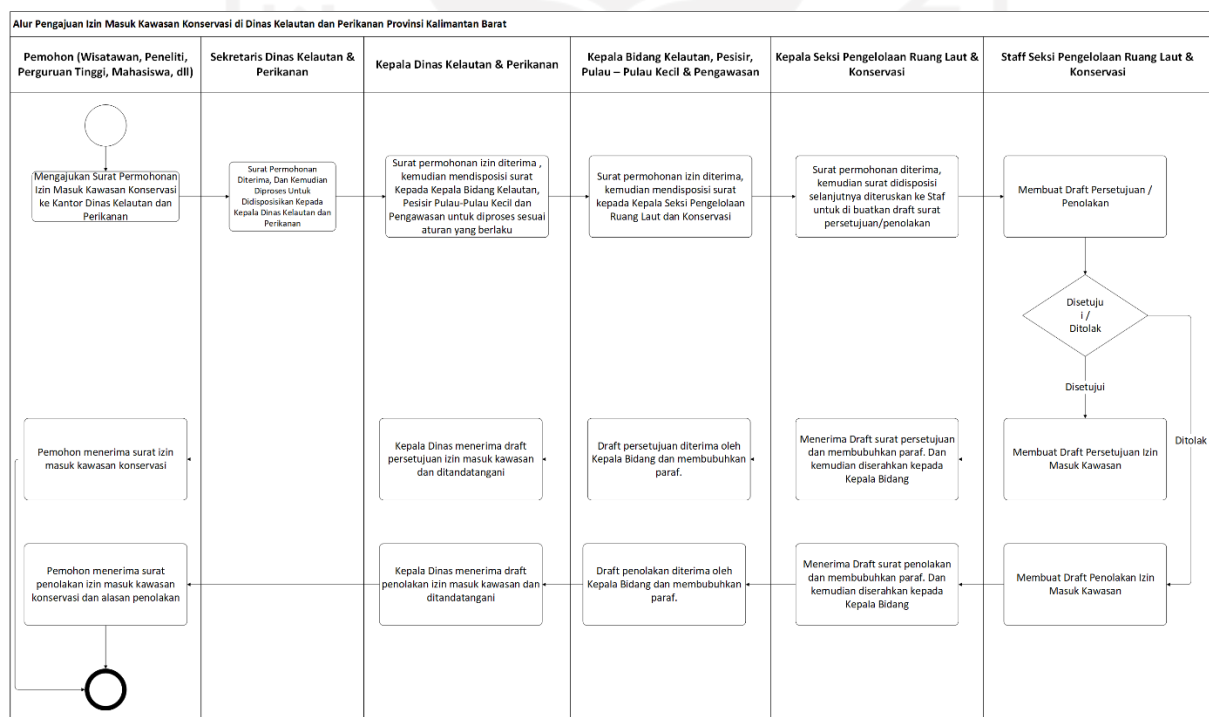 Alur Pengajuan Izin Masuk Kawasan Konservasi di Dinas Kelautan dan Perikanan Provinsi Kalimantan Barat
Pemohon (Wisatawan, Peneliti,
Perguruan Tinggi, Mahasiswa, dll)
Sekretaris Dinas Kelautan &
Perikanan
Kepala Dinas Kelautan & Perikanan
Kepala Bidang Kelautan, Pesisir,
Pulau – Pulau Kecil & Pengawasan
Kepala Seksi Pengelolaan Ruang Laut &
Konservasi
Staff Seksi Pengelolaan Ruang Laut &
Konservasi
Mengajukan Surat Permohonan
Izin Masuk Kawasan Konservasi
ke Kantor Dinas Kelautan dan
Perikanan
Surat Permohonan
Diterima, Dan Kemudian
Diproses Untuk
Didisposisikan Kepada
Kepala Dinas Kelautan dan
Perikanan
Surat permohonan izin diterima ,
kemudian mendisposisi surat
Kepada Kepala Bidang Kelautan,
Pesisir Pulau-Pulau Kecil dan
Pengawasan untuk diproses sesuai
aturan yang berlaku
Surat permohonan izin diterima,
kemudian mendisposisi surat
kepada Kepala Seksi Pengelolaan
Ruang Laut dan Konservasi
Surat permohonan diterima,
kemudian surat didisposisi
selanjutnya diteruskan ke Staf
untuk di buatkan draft surat
persetujuan/penolakan
Membuat Draft Persetujuan /
Penolakan
Disetuju
i /
Ditolak
Disetujui
Ditolak
Pemohon menerima surat izin
masuk kawasan konservasi
Kepala Dinas menerima draft
persetujuan izin masuk kawasan
dan ditandatangani
Draft persetujuan diterima oleh
Kepala Bidang dan membubuhkan
paraf.
Menerima Draft surat persetujuan
dan membubuhkan paraf. Dan
kemudian diserahkan kepada
Kepala Bidang
Membuat Draft Persetujuan Izin
Masuk Kawasan
Pemohon menerima surat
penolakan izin masuk kawasan
konservasi dan alasan penolakan
Kepala Dinas menerima draft
penolakan izin masuk kawasan dan
ditandatangani
Draft penolakan diterima oleh
Kepala Bidang dan membubuhkan
paraf.
Menerima Draft surat penolakan
dan membubuhkan paraf. Dan
kemudian diserahkan kepada
Kepala Bidang
Membuat Draft Penolakan Izin
Masuk Kawasan